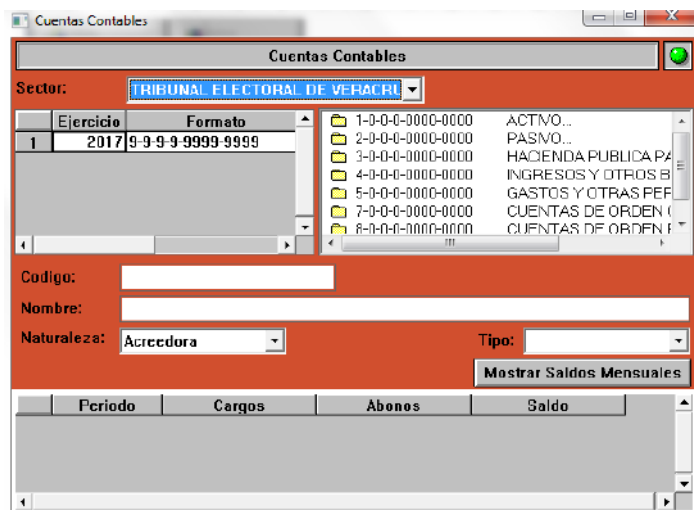 Cuentas Contables
Cuentas Contables
Sector: TRIBUNAL ELECTORAL DE VERACRU
Ejercicio Formato
1 2017 9-9-9-9-9999-9999
1-0-0-0-0000-0000 ACTIVO...
2-0-0-0-0000-0000 PASIVO...
3-0-0-0-0000-0000 HACIENDA PUBLICA PA
4-0-0-0-0000-0000 INGRESOS Y OTROS B
5-0-0-0-0000-0000 GASTOS Y OTRAS PER
7-0-0-0-0000-0000 CUENTAS DE ORDEN
8-0-0-0-0000-0000 CUENTAS DE ORDEN
Codigo:
Nombre:
Naturaleza: Acreedora Tipo:
Mostrar Saldos Mensuales
Periodo Cargos Abonos Saldo